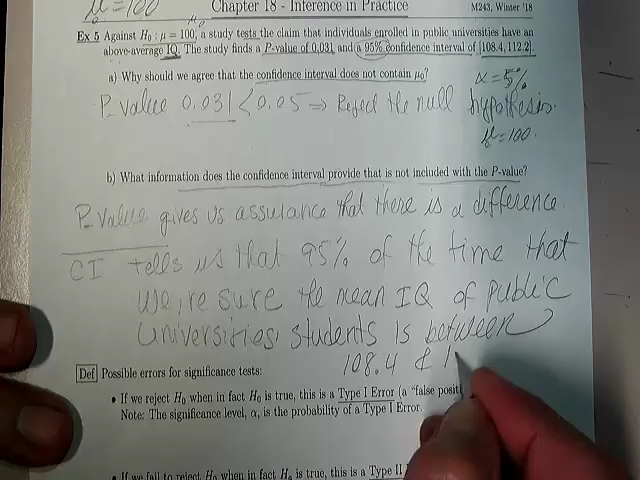 μ=100
Chapter 18 - Inference in Practice
M243, Winter '18
μ₀
Ex 5 Against H₀ : μ = 100, a study tests the claim that individuals enrolled in public universities have an
above-average IQ. The study finds a P-value of 0.031 and a 95% confidence interval of [108.4, 112.2].
a) Why should we agree that the confidence interval does not contain μ₀?
α=5%
P value 0.031 < 0.05 ⇒ Reject the null hypothesis.
μ=100.
b) What information does the confidence interval provide that is not included with the P-value?
P-value gives us assurance that there is a difference.
CI tells us that 95% of the time that
we're sure the mean IQ of public
universities, students is between
108.4 & 1
Def Possible errors for significance tests:
• If we reject H₀ when in fact H₀ is true, this is a Type I Error (a "false posit
Note: The significance level, α, is the probability of a Type I Error.
• If we fail to reject H₀ when in fact Hₐ is true, this is a Type II